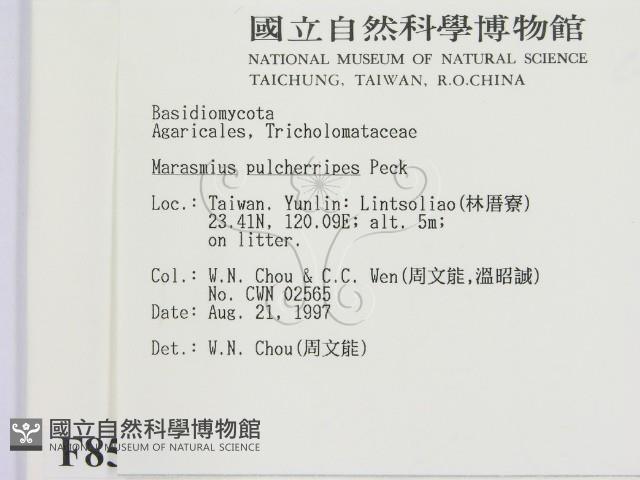 國立自然科學博物館
NATIONAL MUSEUM OF NATURAL SCIENCE
TAICHUNG, TAIWAN, R.O.CHINA
Basidiomycota
Agaricales, Tricholomataceae
Marasmius pulcherripes Peck
Loc.: Taiwan. Yunlin: Lintsoliao(林厝寮)
23.41N, 120.09E; alt. 5m;
on litter.
Col.: W.N. Chou & C.C. Wen(周文能,溫昭誠)
No. CWN 02565
Date: Aug. 21, 1997
Det.: W.N. Chou(周文能)
國立自然科學博物館
NATIONAL MUSEUM OF NATURAL SCIENCE
F85